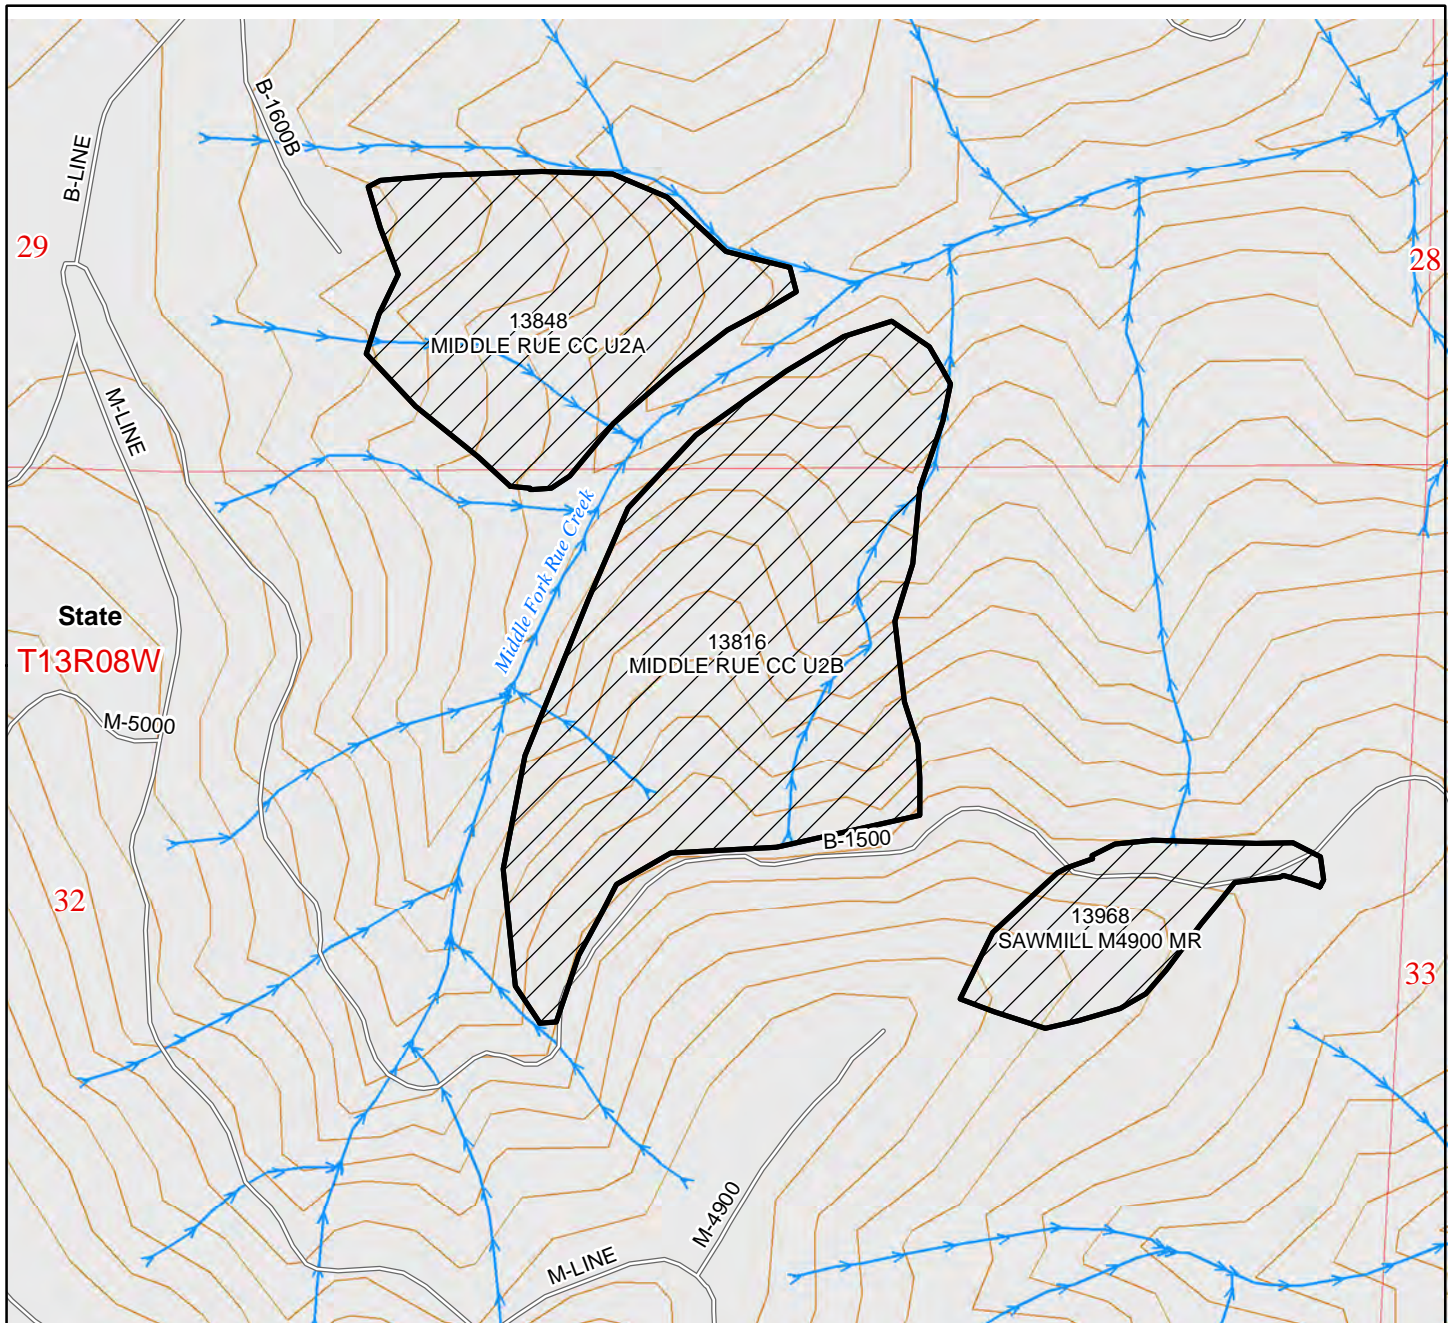 B-1600B
B-LINE
29
28
13848
MIDDLE RUE CC U2A
M-LINE
Middle Fork Rue Creek
State
T13R08W
13816
MIDDLE RUE CC U2B
M-5000
B-1500
32
13968
SAWMILL M4900 MR
33
M-4900
M-LINE